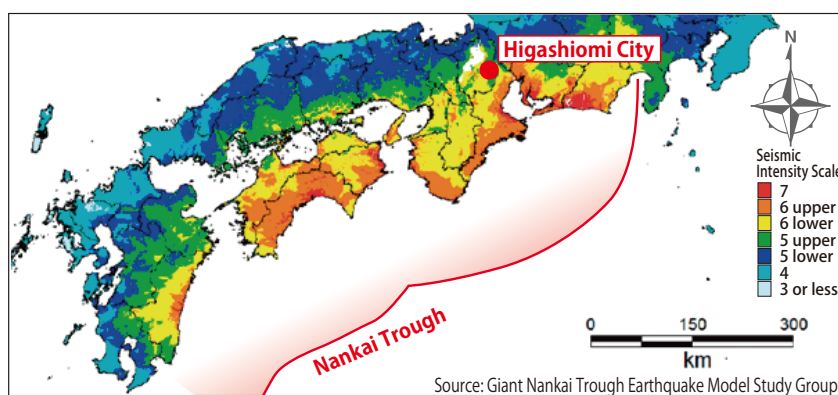 Higashiomi City
N
Seismic
Intensity Scale
7
6 upper
6 lower
5 upper
5 lower
4
3 or less
Nankai Trough
0 150 300
km
Source: Giant Nankai Trough Earthquake Model Study Group